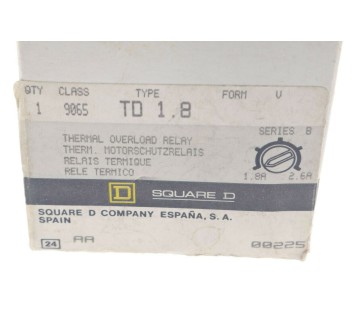 QTY CLASS TYPE FORM V
1 9065 TD 1,8
THERMAL OVERLOAD RELAY
THERM. MOTORSCHUTZRELAIS
RELAIS TERMIQUE
RELE TERMICO
SERIES B
1.8A 2.6A
D SQUARE D
SQUARE D COMPANY ESPAÑA, S.A.
SPAIN
24 AA 00225